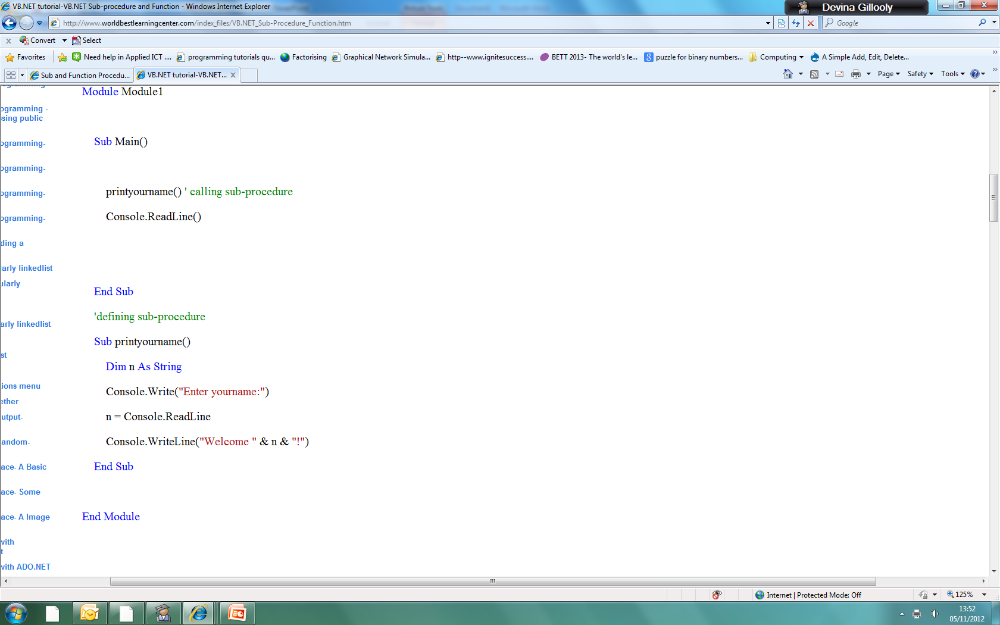 VB.NET tutorial-VB.NET Sub-procedure and Function - Windows Internet Explorer
Devina Gillooly
http://www.worldbestlearningcenter.com/index_files/VB.NET_Sub-Procedure_Function.htm
Google
x Convert Select
Favorites Need help in Applied ICT .... programming tutorials qu... Factorising Graphical Network Simula... http--www.ignitesuccess.... BETT 2013- The world's le... puzzle for binary numbers... Computing A Simple Add, Edit, Delete...
Sub and Function Procedu... VB.NET tutorial-VB.NET... x Page Safety Tools
Module Module1
ogramming -
sing public
Sub Main()
ogramming-
ogramming-
printyourname() ' calling sub-procedure
ogramming-
Console.ReadLine()
ogramming-
ding a
arly linkedlist
ularly
End Sub
'defining sub-procedure
arly linkedlist
Sub printyourname()
st
Dim n As String
ions menu
Console.Write("Enter yourname:")
ether
utput-
n = Console.ReadLine
andom-
Console.WriteLine("Welcome " & n & "!")
ace- A Basic
End Sub
ace- Some
ace- A Image
End Module
with
t
with ADO.NET
Internet | Protected Mode: Off
125%
13:52
05/11/2012